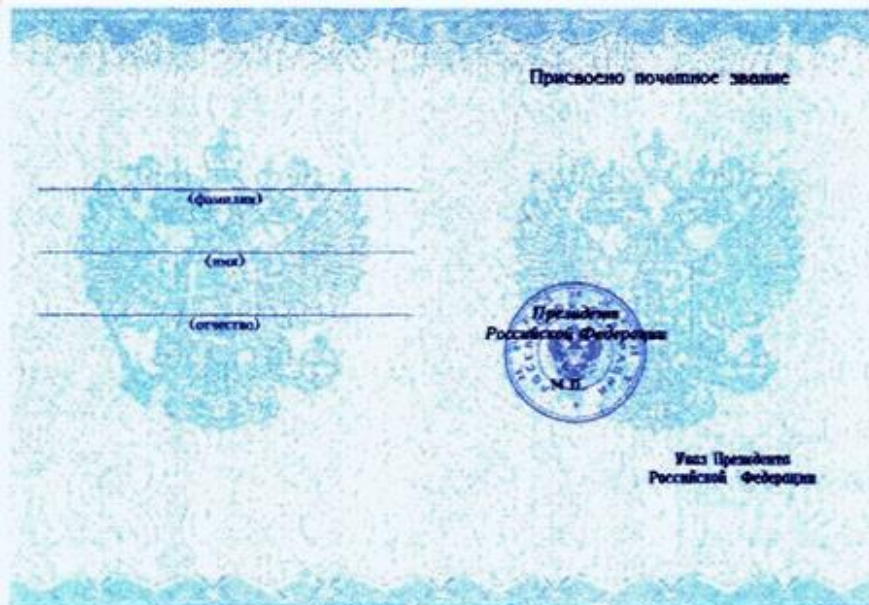 (фамилия)
(имя)
(отчество)
Присвоено почетное звание
Президент
Российской Федерации
М.П.
Указ Президента
Российской Федерации